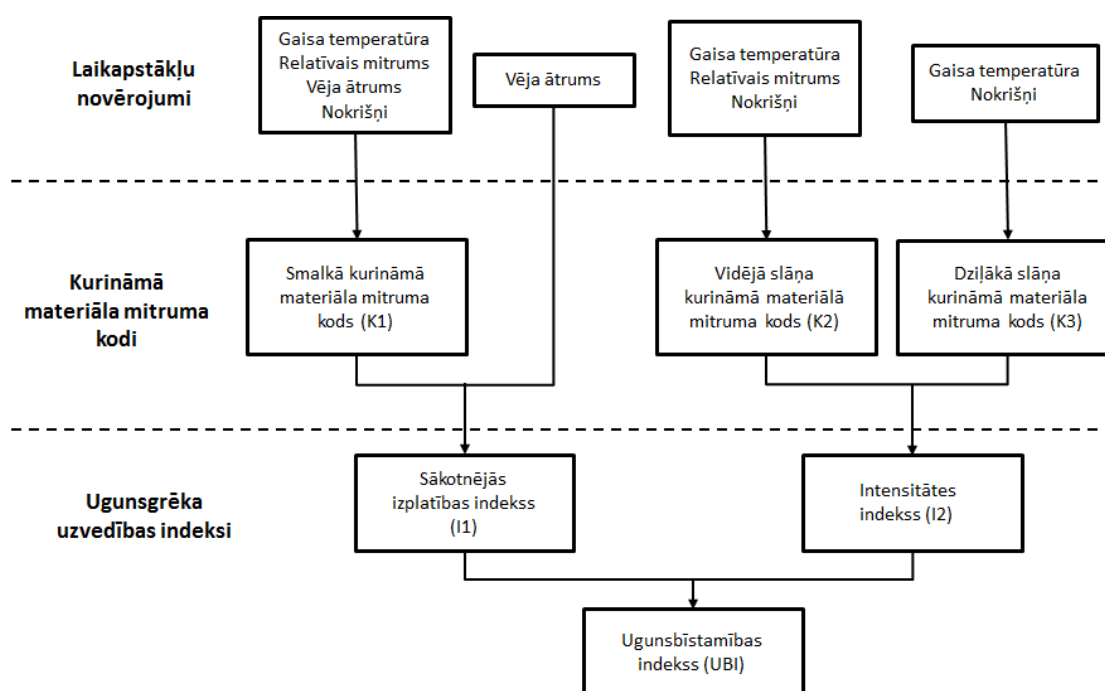 Laikapstākļu
novērojumi
Gaisa temperatūra
Relatīvais mitrums
Vēja ātrums
Nokrišņi
Vēja ātrums
Gaisa temperatūra
Relatīvais mitrums
Nokrišņi
Gaisa temperatūra
Nokrišņi
Kurināmā
materiāla mitruma
kodi
Smalkā kurināmā
materiāla mitruma
kods (K1)
Vidējā slāņa
kurināmā materiālā
mitruma kods (K2)
Dziļākā slāņa
kurināmā materiāla
mitruma kods (K3)
Ugunsgrēka
uzvedības indeksi
Sākotnējās
izplatības indekss
(I1)
Intensitātes
indekss (I2)
Ugunsbīstamības
indekss (UBI)